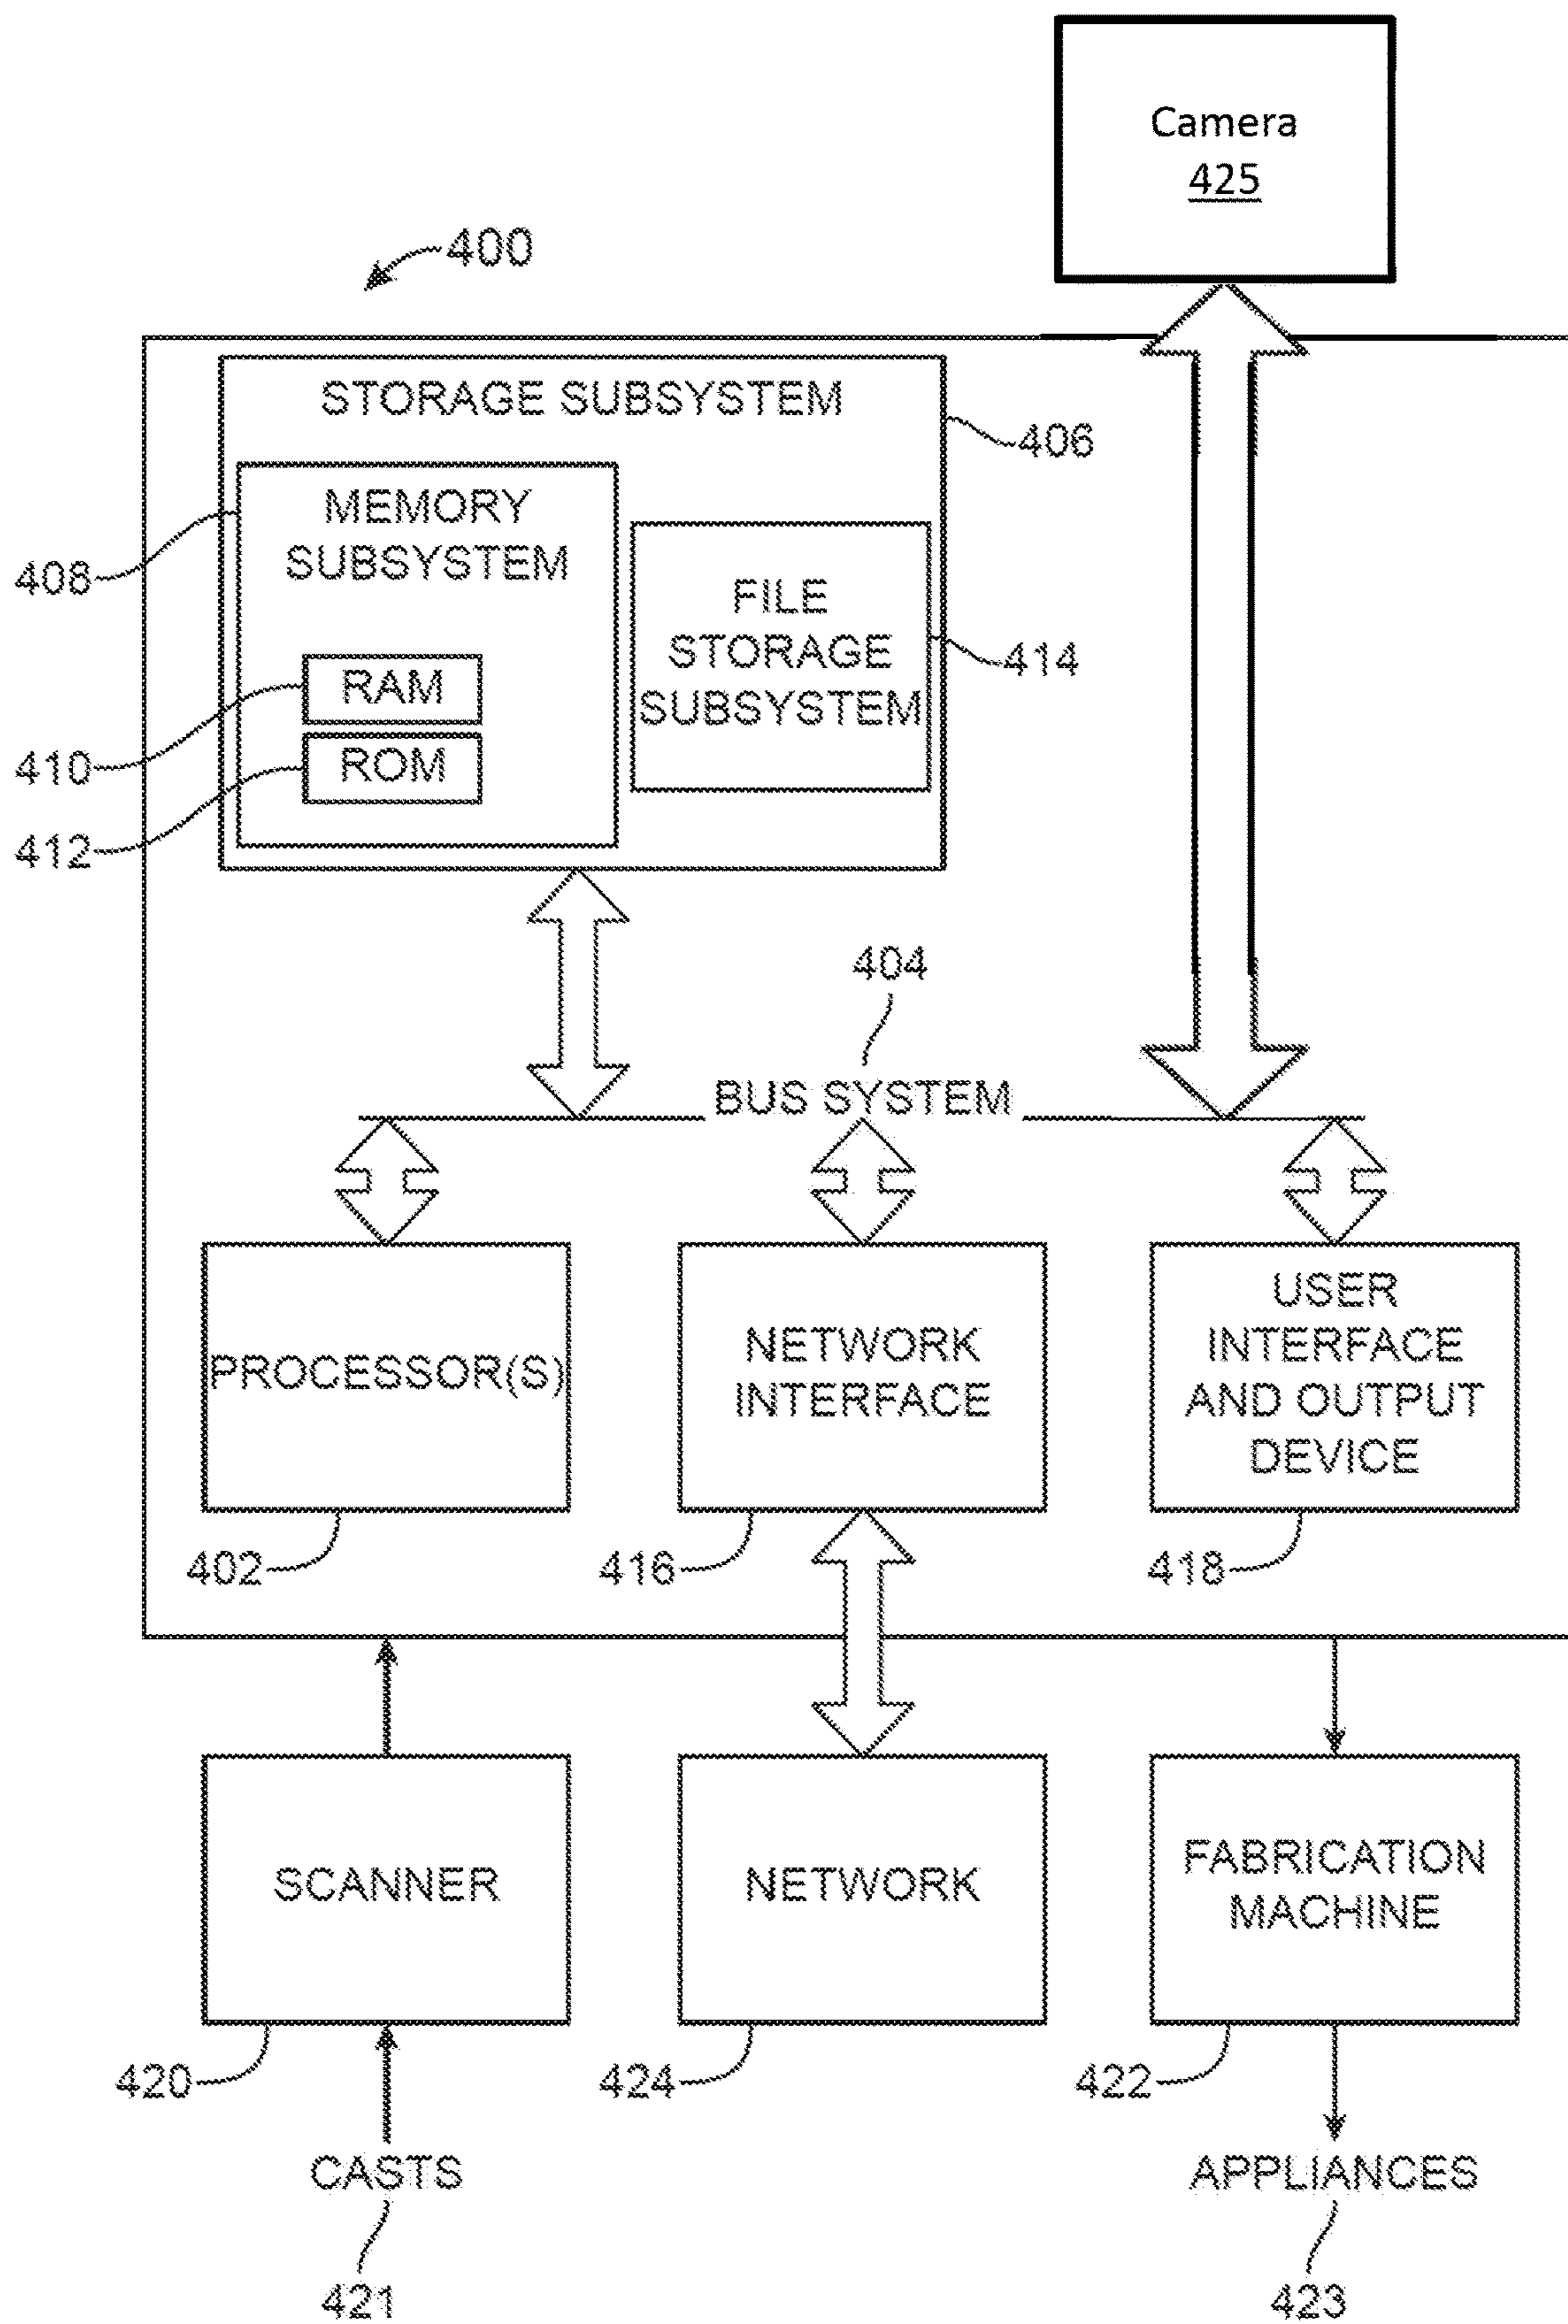 Camera
425
400
STORAGE SUBSYSTEM
406
MEMORY
SUBSYSTEM
408
FILE
STORAGE
SUBSYSTEM
414
RAM
410
ROM
412
404
BUS SYSTEM
PROCESSOR(S)
NETWORK
INTERFACE
USER
INTERFACE
AND OUTPUT
DEVICE
402
416
418
SCANNER
NETWORK
FABRICATION
MACHINE
420
424
422
CASTS
APPLIANCES
421
423